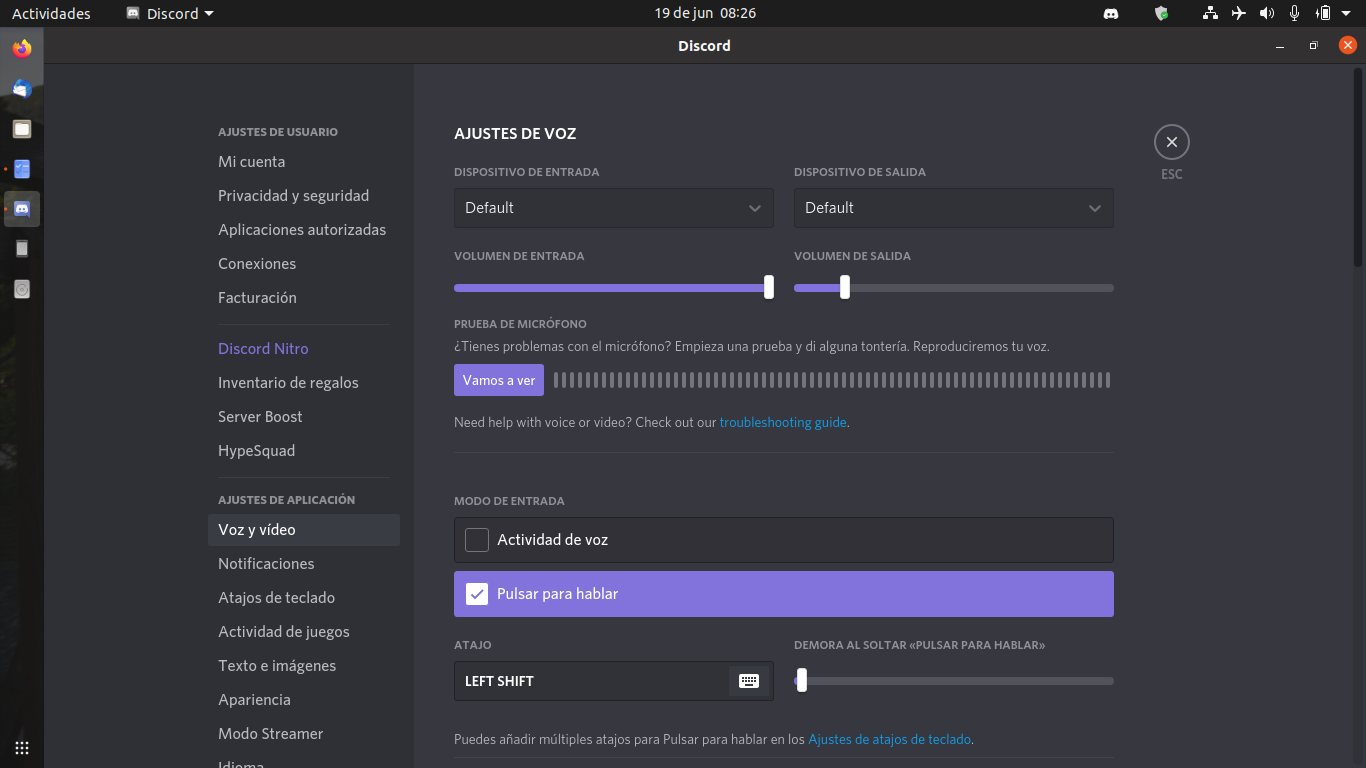 Actividades
Discord
19 de jun 08:26
Discord
AJUSTES DE USUARIO
Mi cuenta
Privacidad y seguridad
Aplicaciones autorizadas
Conexiones
Facturación
Discord Nitro
Inventario de regalos
Server Boost
HypeSquad
AJUSTES DE APLICACIÓN
Voz y vídeo
Notificaciones
Atajos de teclado
Actividad de juegos
Texto e imágenes
Apariencia
Modo Streamer
Idioma
AJUSTES DE VOZ
ESC
DISPOSITIVO DE ENTRADA
DISPOSITIVO DE SALIDA
Default
Default
VOLUMEN DE ENTRADA
VOLUMEN DE SALIDA
PRUEBA DE MICRÓFONO
¿Tienes problemas con el micrófono? Empieza una prueba y di alguna tontería. Reproduciremos tu voz.
Vamos a ver
Need help with voice or video? Check out our troubleshooting guide.
MODO DE ENTRADA
Actividad de voz
Pulsar para hablar
ATAJO
DEMORA AL SOLTAR «PULSAR PARA HABLAR»
LEFT SHIFT
Puedes añadir múltiples atajos para Pulsar para hablar en los Ajustes de atajos de teclado.